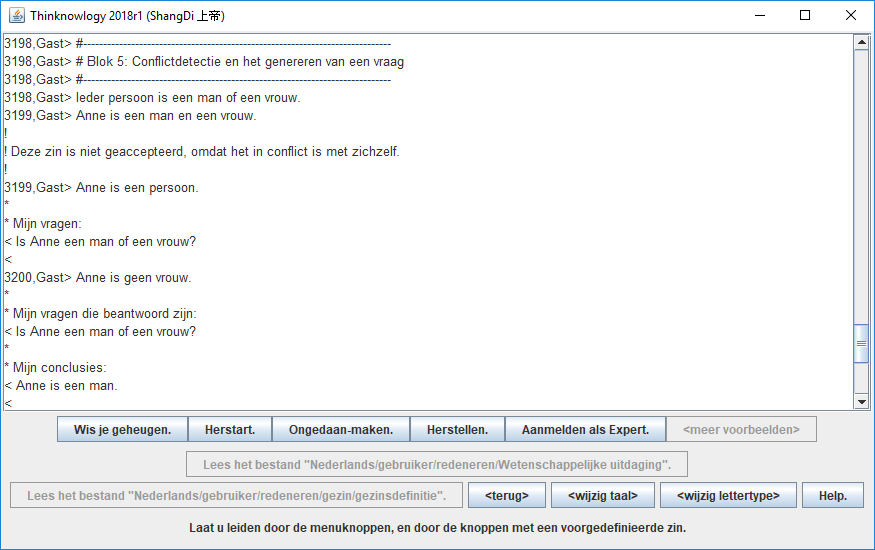 Thinknowlogy 2018r1 (ShangDi 上帝)
3198,Gast> #-----------------------------------------------------------------------------
3198,Gast> # Blok 5: Conflictdetectie en het genereren van een vraag
3198,Gast> #-----------------------------------------------------------------------------
3198,Gast> Ieder persoon is een man of een vrouw.
3199,Gast> Anne is een man en een vrouw.
!
! Deze zin is niet geaccepteerd, omdat het in conflict is met zichzelf.
!
3199,Gast> Anne is een persoon.
*
* Mijn vragen:
< Is Anne een man of een vrouw?
<
3200,Gast> Anne is geen vrouw.
*
* Mijn vragen die beantwoord zijn:
< Is Anne een man of een vrouw?
*
* Mijn conclusies:
< Anne is een man.
<
Wis je geheugen. Herstart. Ongedaan-maken. Herstellen. Aanmelden als Expert. <meer voorbeelden>
Lees het bestand "Nederlands/gebruiker/redeneren/Wetenschappelijke uitdaging".
Lees het bestand "Nederlands/gebruiker/redeneren/gezin/gezinsdefinitie". <terug> <wijzig taal> <wijzig lettertype> Help.
Laat u leiden door de menuknoppen, en door de knoppen met een voorgedefinieerde zin.